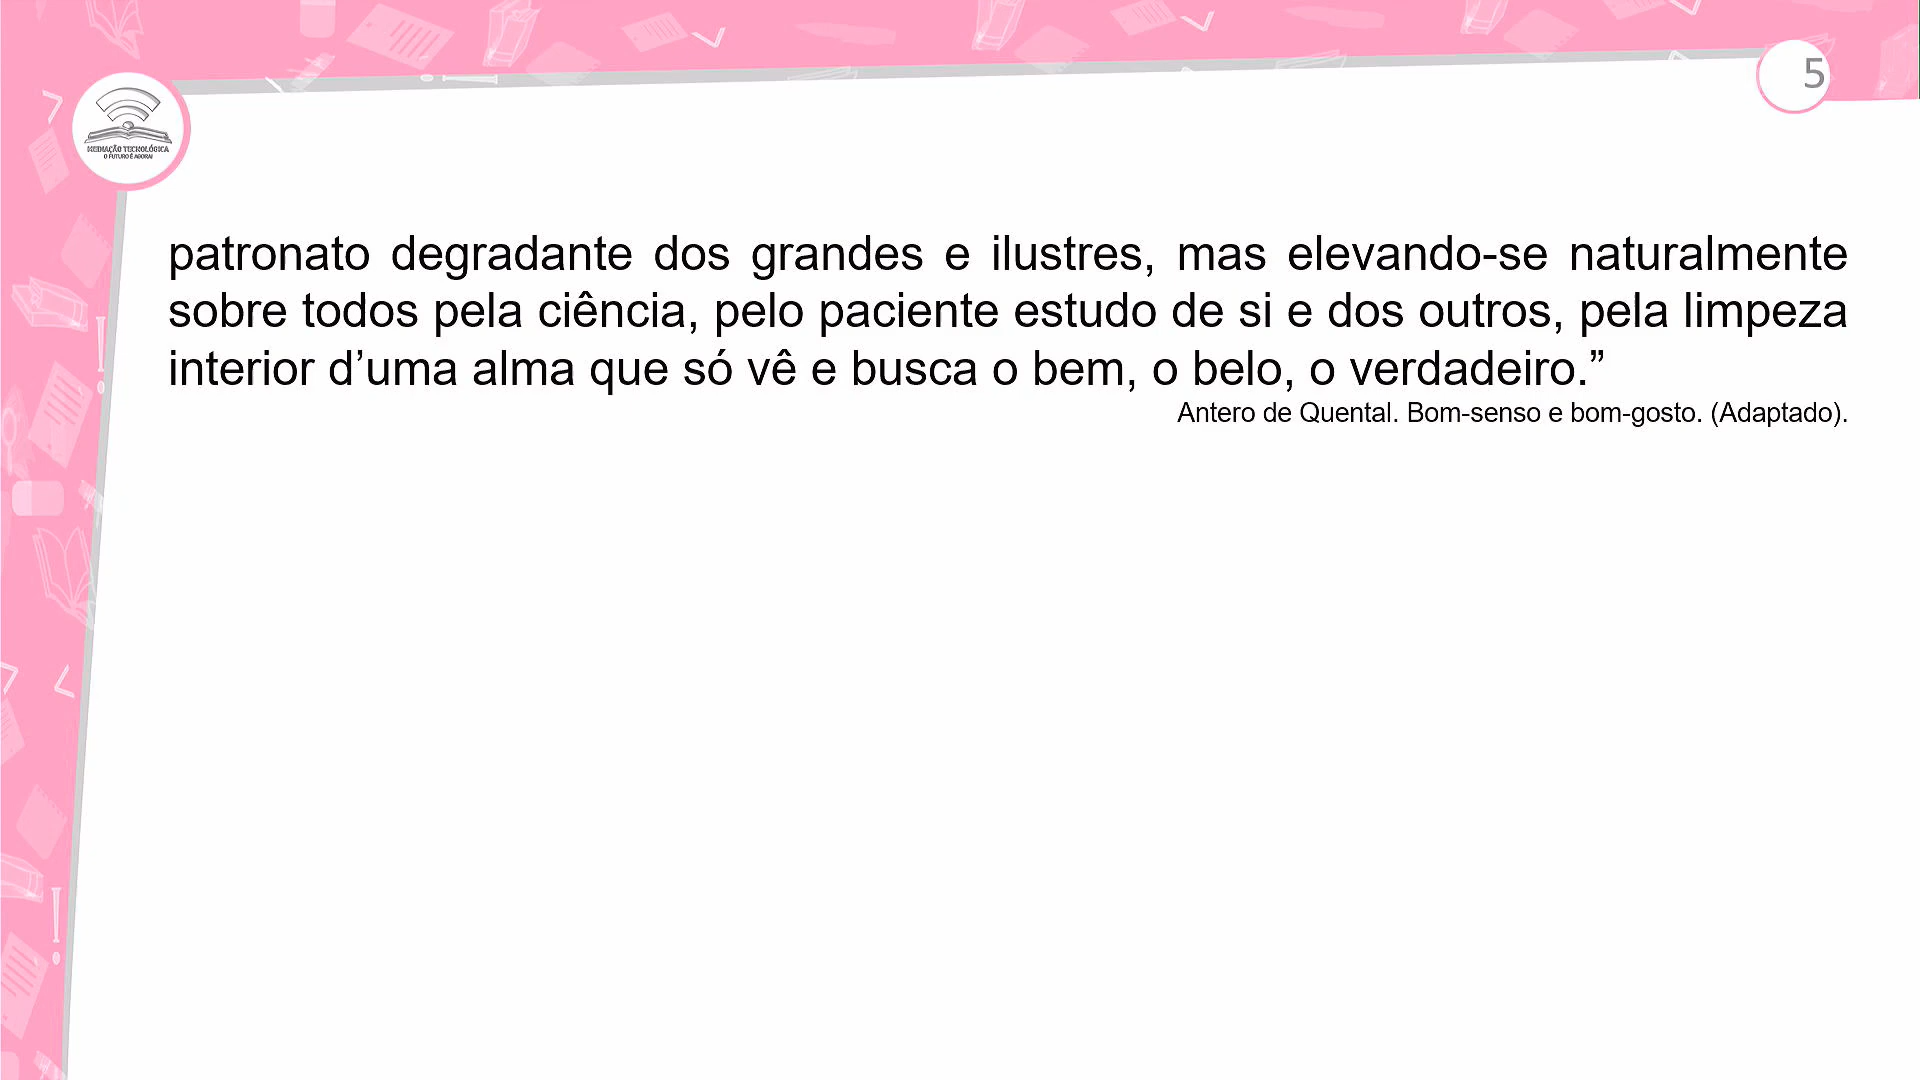 5
MEDIAÇÃO TECNOLÓGICA
O FUTURO É AGORA!
patronato degradante dos grandes e ilustres, mas elevando-se naturalmente
sobre todos pela ciência, pelo paciente estudo de si e dos outros, pela limpeza
interior d’uma alma que só vê e busca o bem, o belo, o verdadeiro.”
Antero de Quental. Bom-senso e bom-gosto. (Adaptado).